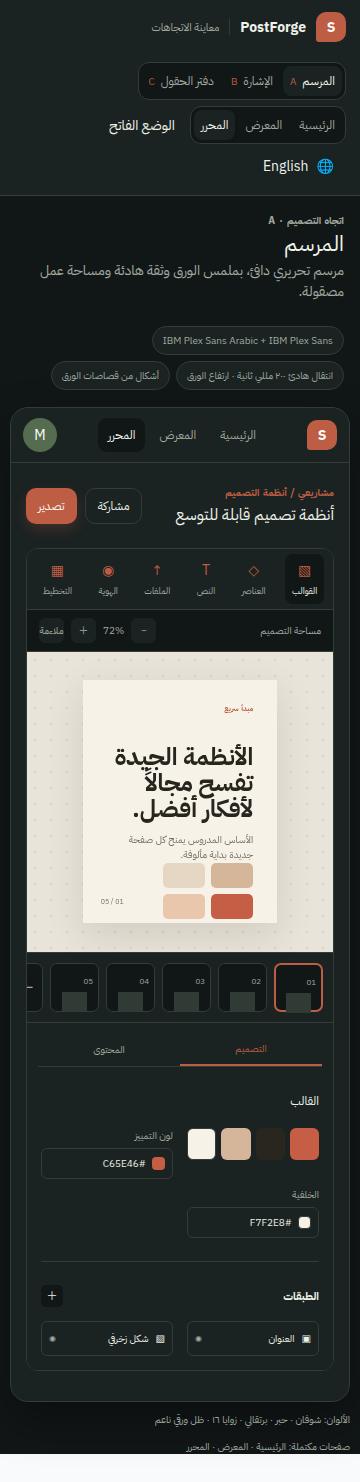 S PostForge معاينة الاتجاهات
المرسم A الإشارة B دفتر الحقول C
الرئيسية المعرض المحرر الوضع الفاتح
English
اتجاه التصميم · A
المرسم
مرسم تحريري دافئ، بملمس الورق وثقة هادئة ومساحة عمل
مصقولة.
IBM Plex Sans Arabic + IBM Plex Sans
انتقال هادئ ٢٠٠ مللي ثانية · ارتفاع الورق
أشكال من قصاصات الورق
S الرئيسية المعرض المحرر M
مشاريعي / أنظمة التصميم
أنظمة تصميم قابلة للتوسع
مشاركة تصدير
القوالب العناصر النص الملفات الهوية التخطيط
مساحة التصميم − 72% + ملاءمة
مبدأ سريع
الأنظمة الجيدة
تفسح مجالاً
لأفكار أفضل.
الأساس المدروس يمنح كل صفحة
جديدة بداية مألوفة.
05 / 01
01 02 03 04 05
التصميم المحتوى
القالب
لون التمييز
C65E46#
الخلفية
F7F2E8#
الطبقات +
العنوان شكل زخرفي
الألوان: شوفان · حبر · برتقالي · زوايا ١٦ · ظل ورقي ناعم
صفحات مكتملة: الرئيسية · المعرض · المحرر